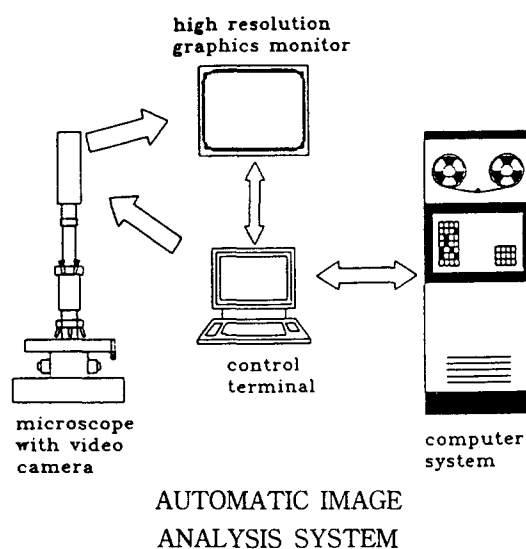 high resolution
graphics monitor
control
terminal
microscope
with video
camera
computer
system
AUTOMATIC IMAGE
ANALYSIS SYSTEM